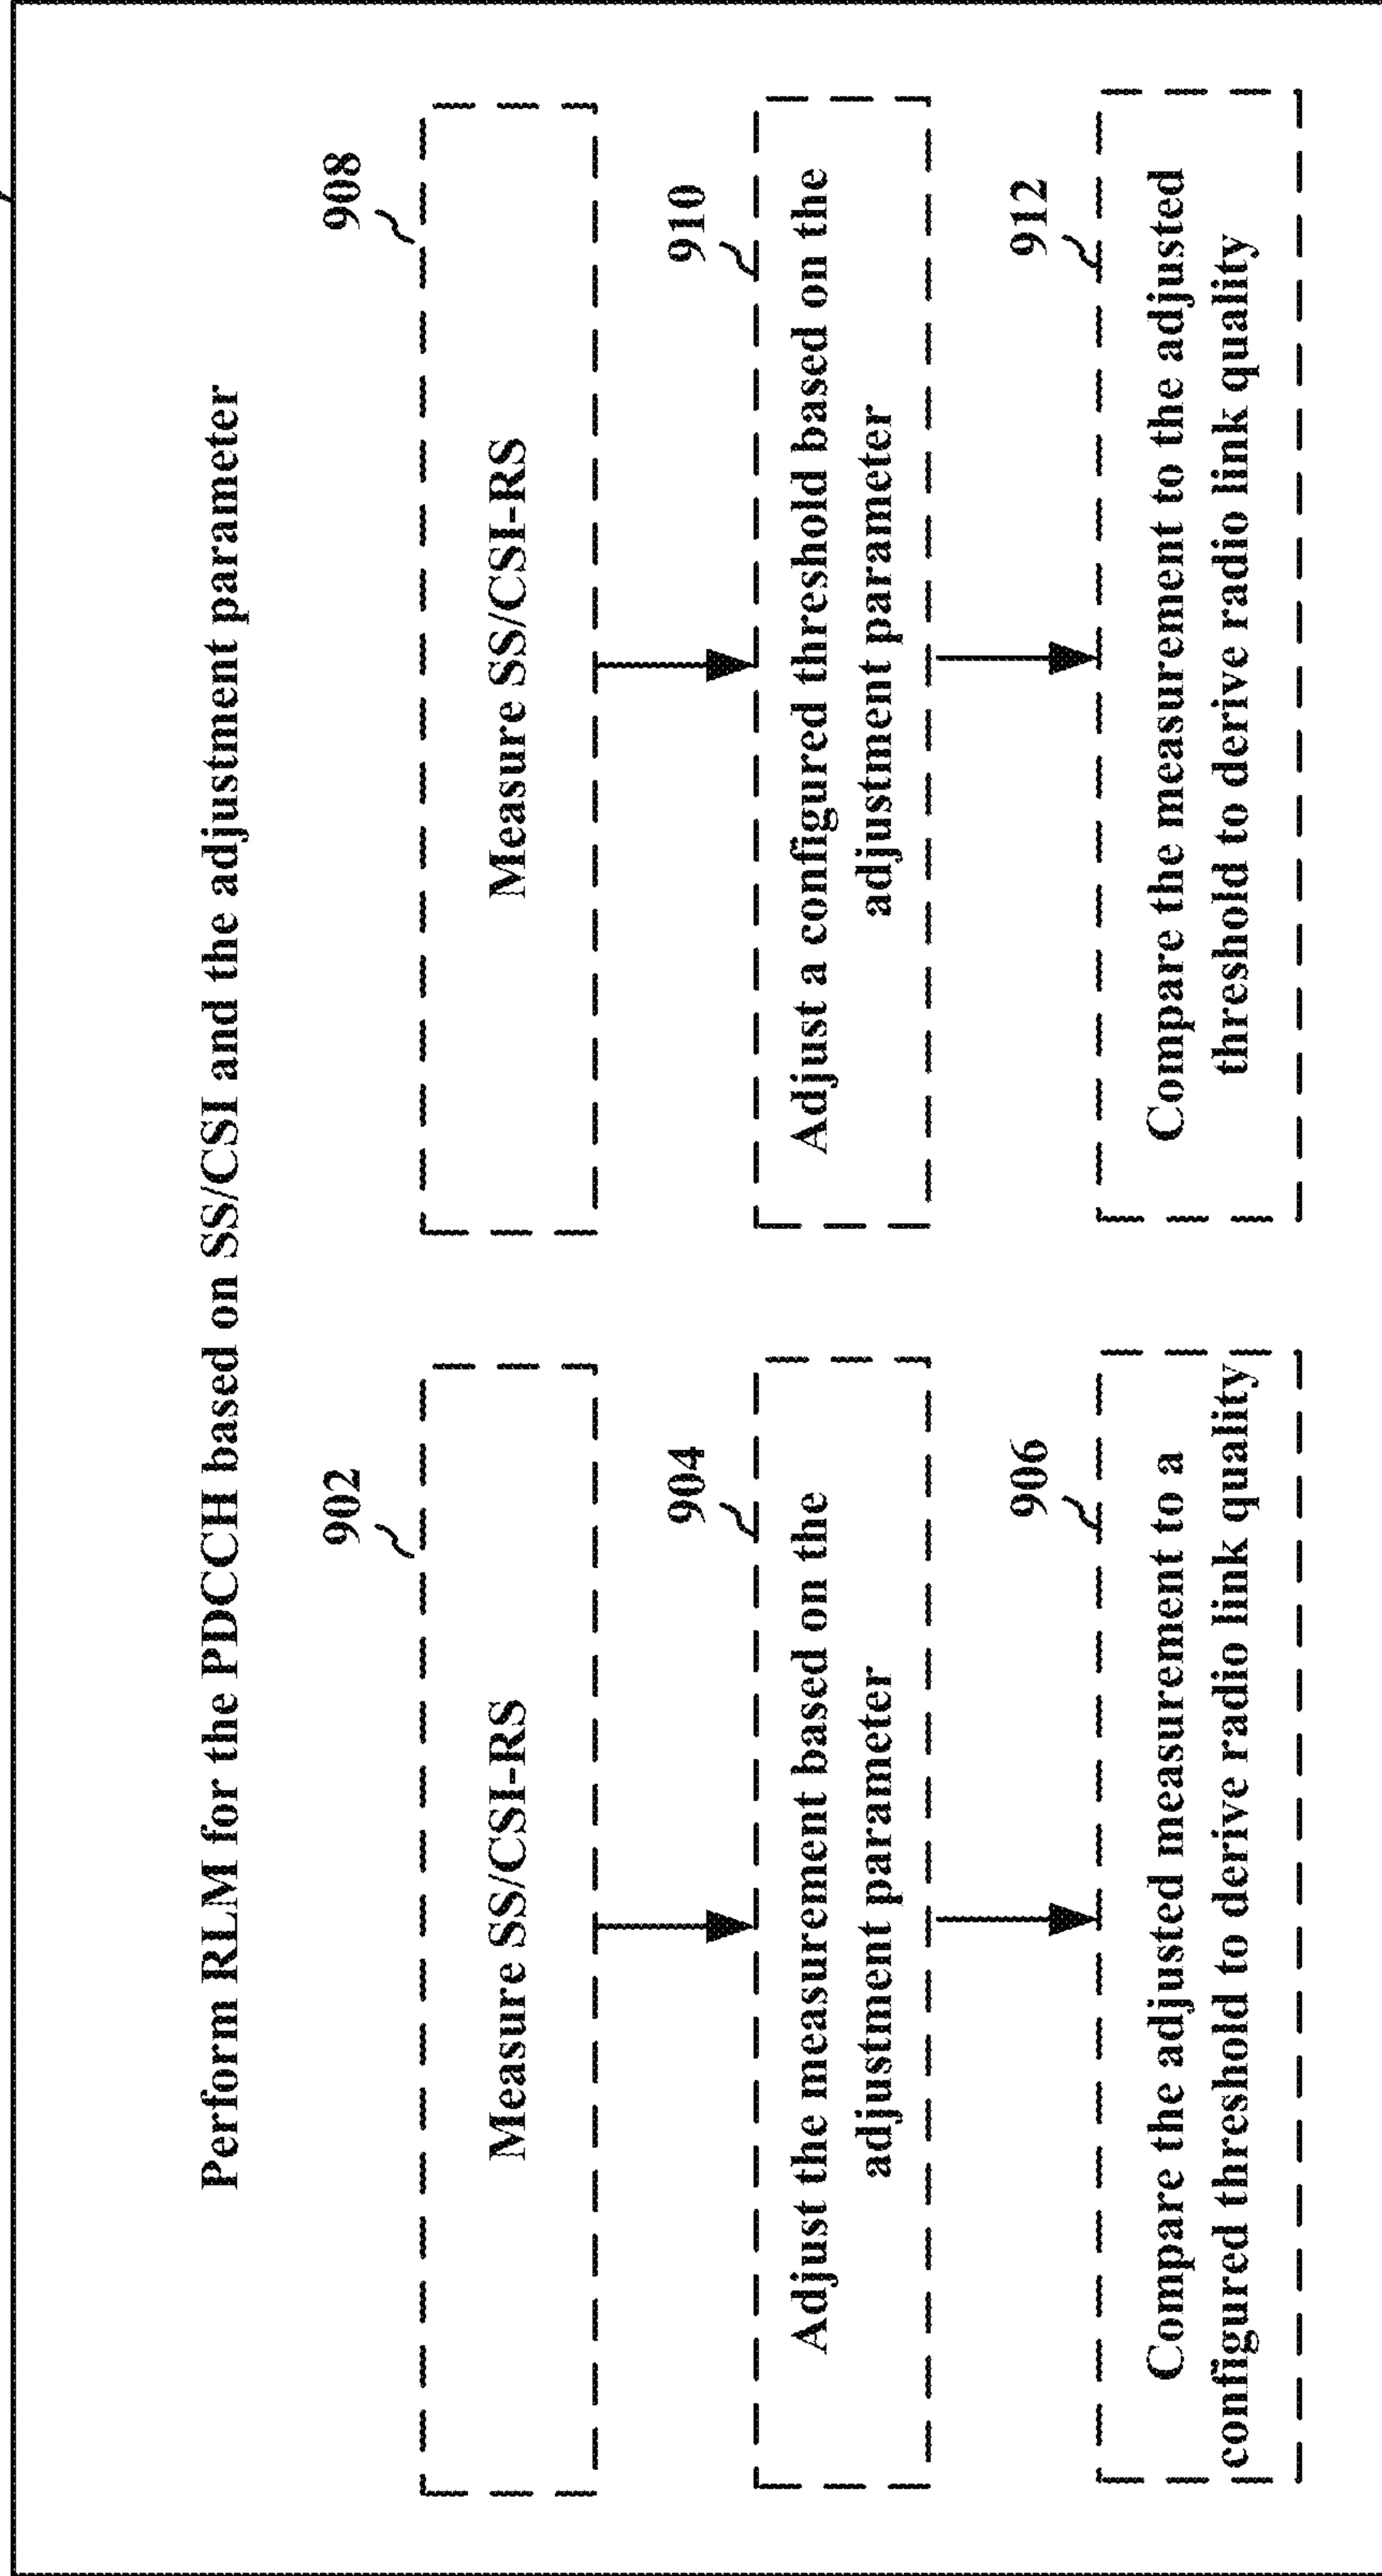 Perform RLM for the PDCCH based on SS/CSI and the adjustment parameter
902
Measure SS/CSI-RS
904
Adjust the measurement based on the
adjustment parameter
906
Compare the adjusted measurement to a
configured threshold to derive radio link quality
908
Measure SS/CSI-RS
910
Adjust a configured threshold based on the
adjustment parameter
912
Compare the measurement to the adjusted
threshold to derive radio link quality